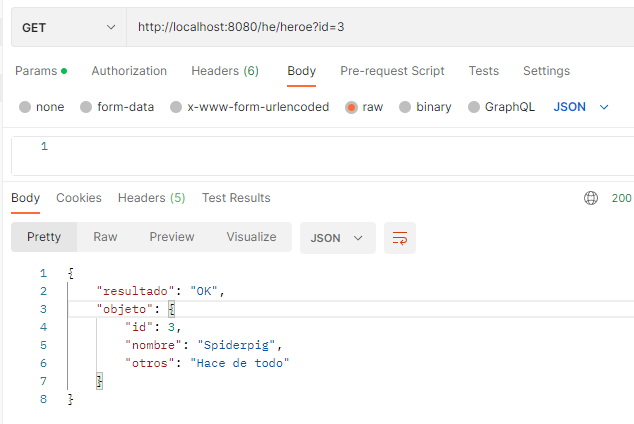 GET http://localhost:8080/he/heroe?id=3
Params Authorization Headers (6) Body Pre-request Script Tests Settings
none form-data x-www-form-urlencoded raw binary GraphQL JSON
1
Body Cookies Headers (5) Test Results 200
Pretty Raw Preview Visualize JSON
1 {
2 "resultado": "OK",
3 "objeto": {
4 "id": 3,
5 "nombre": "Spiderpig",
6 "otros": "Hace de todo"
7 }
8 }